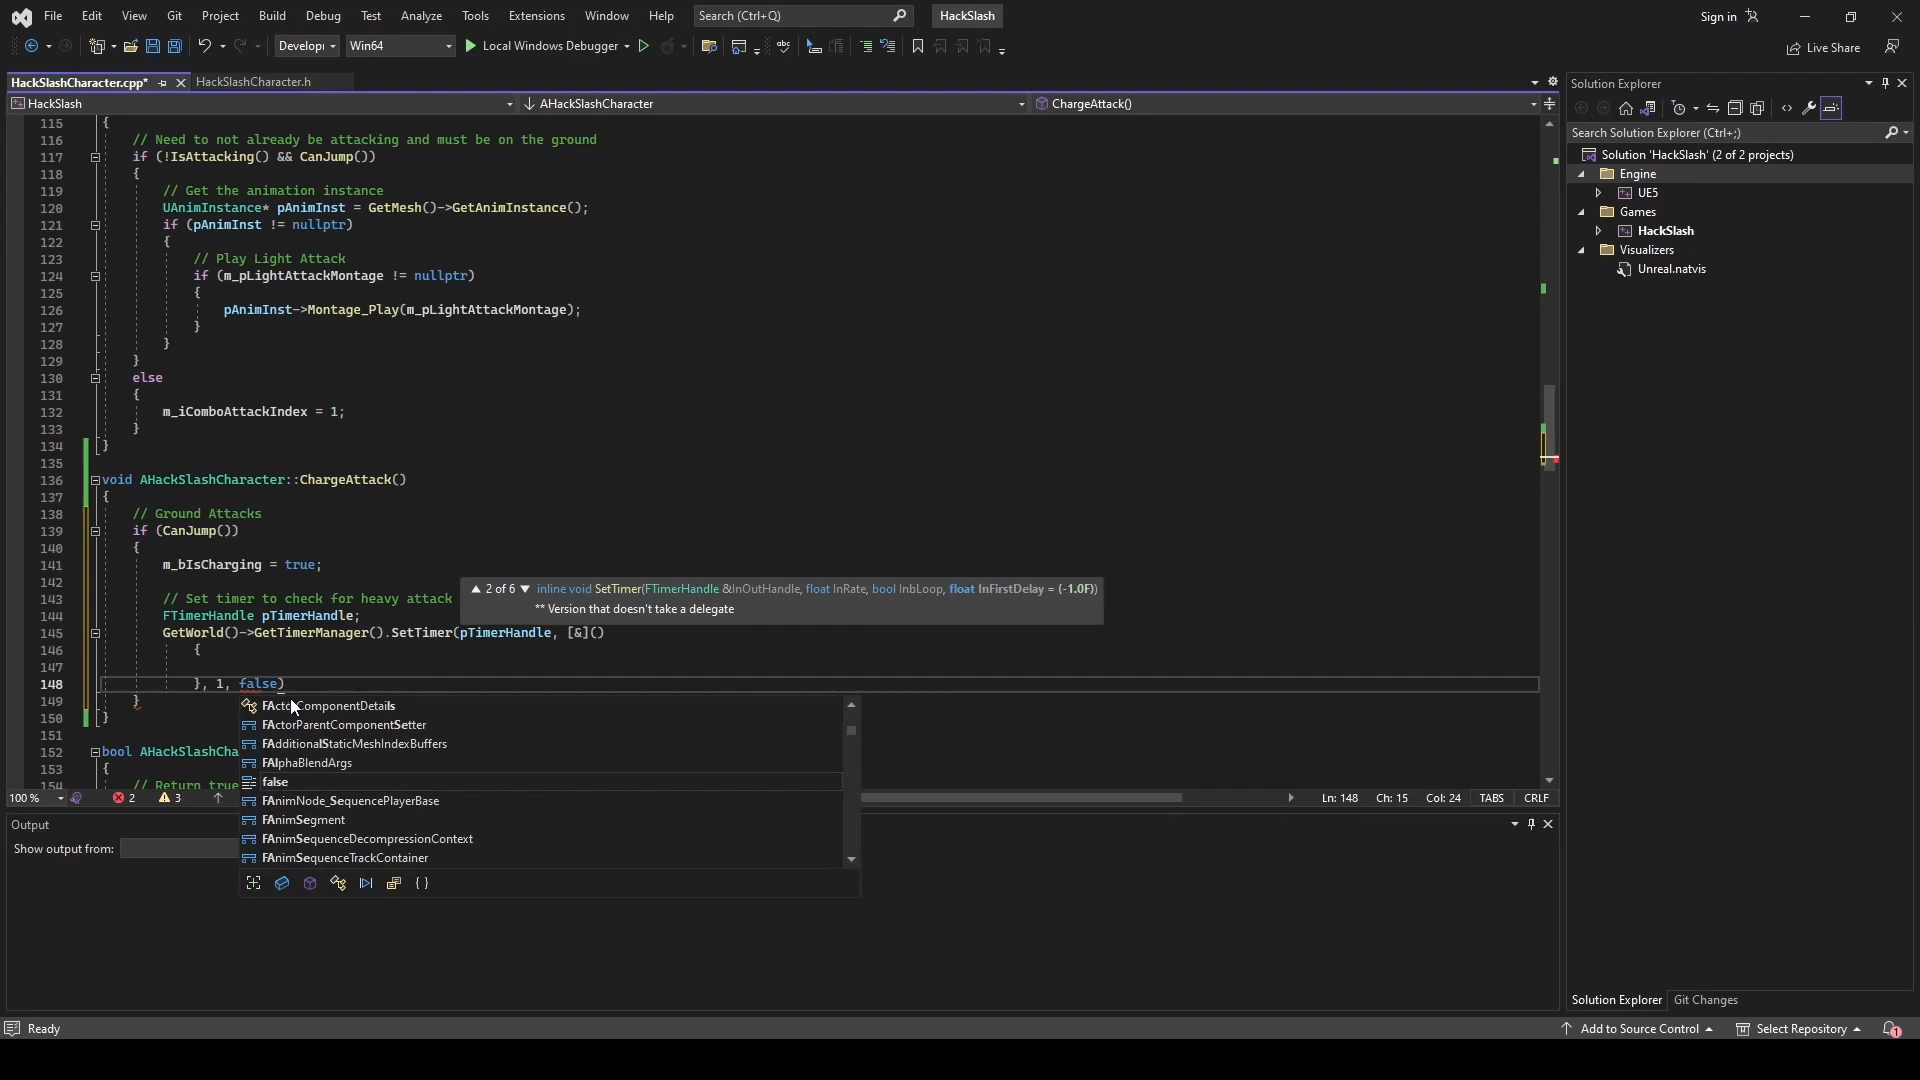 File Edit View Git Project Build Debug Test Analyze Tools Extensions Window Help Search (Ctrl+Q) HackSlash Sign in
Develop Win64 Local Windows Debugger Live Share
HackSlashCharacter.cpp* HackSlashCharacter.h
HackSlash AHackSlashCharacter ChargeAttack()
115 {
116 // Need to not already be attacking and must be on the ground
117 if (!IsAttacking() && CanJump())
118 {
119 // Get the animation instance
120 UAnimInstance* pAnimInst = GetMesh()->GetAnimInstance();
121 if (pAnimInst != nullptr)
122 {
123 // Play Light Attack
124 if (m_pLightAttackMontage != nullptr)
125 {
126 pAnimInst->Montage_Play(m_pLightAttackMontage);
127 }
128 }
129 }
130 else
131 {
132 m_iComboAttackIndex = 1;
133 }
134 }
135
136 void AHackSlashCharacter::ChargeAttack()
137 {
138 // Ground Attacks
139 if (CanJump())
140 {
141 m_bIsCharging = true;
142
143 // Set timer to check for heavy attack
144 FTimerHandle pTimerHandle;
145 GetWorld()->GetTimerManager().SetTimer(pTimerHandle, [&]()
146 {
147
148 }, 1, false)
149 }
150 }
151
152 bool AHackSlashCha
153 {
154 // Return true
2 of 6 inline void SetTimer(FTimerHandle &InOutHandle, float InRate, bool InbLoop, float InFirstDelay = (-1.0F))
** Version that doesn't take a delegate
FActorComponentDetails
FActorParentComponentSetter
FAdditionalStaticMeshIndexBuffers
FAlphaBlendArgs
false
FAnimNode_SequencePlayerBase
FAnimSegment
FAnimSequenceDecompressionContext
FAnimSequenceTrackContainer
100 % 2 3 Ln: 148 Ch: 15 Col: 24 TABS CRLF
Output
Show output from:
Solution Explorer
Search Solution Explorer (Ctrl+;)
Solution 'HackSlash' (2 of 2 projects)
Engine
UE5
Games
HackSlash
Visualizers
Unreal.natvis
Solution Explorer Git Changes
Ready Add to Source Control Select Repository 1